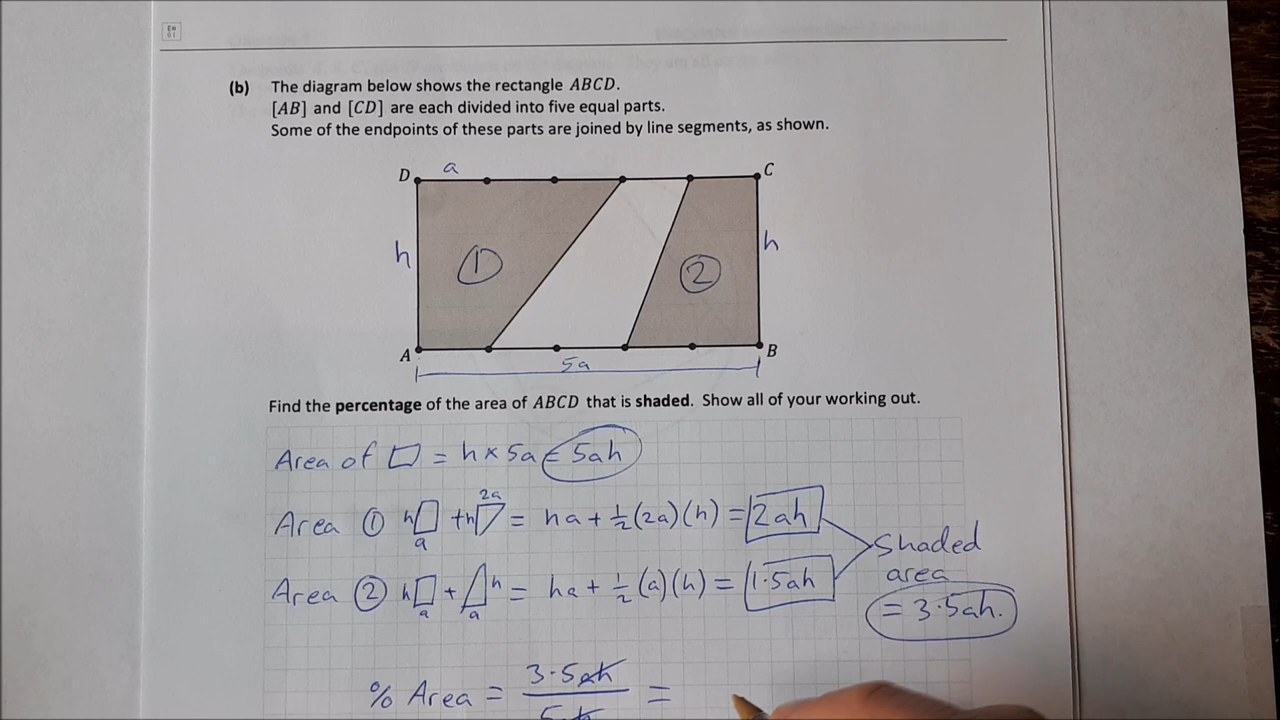 (b) The diagram below shows the rectangle ABCD.
[AB] and [CD] are each divided into five equal parts.
Some of the endpoints of these parts are joined by line segments, as shown.
D a C
h ① ② h
A B
5a
Find the percentage of the area of ABCD that is shaded. Show all of your working out.
Area of = h × 5a = 5ah
2a
Area ① h + h = ha + ½(2a)(h) = 2ah
a
Shaded
area
Area ② h + h = ha + ½(a)(h) = 1.5ah
a a
= 3.5ah.
% Area = 3.5ah =